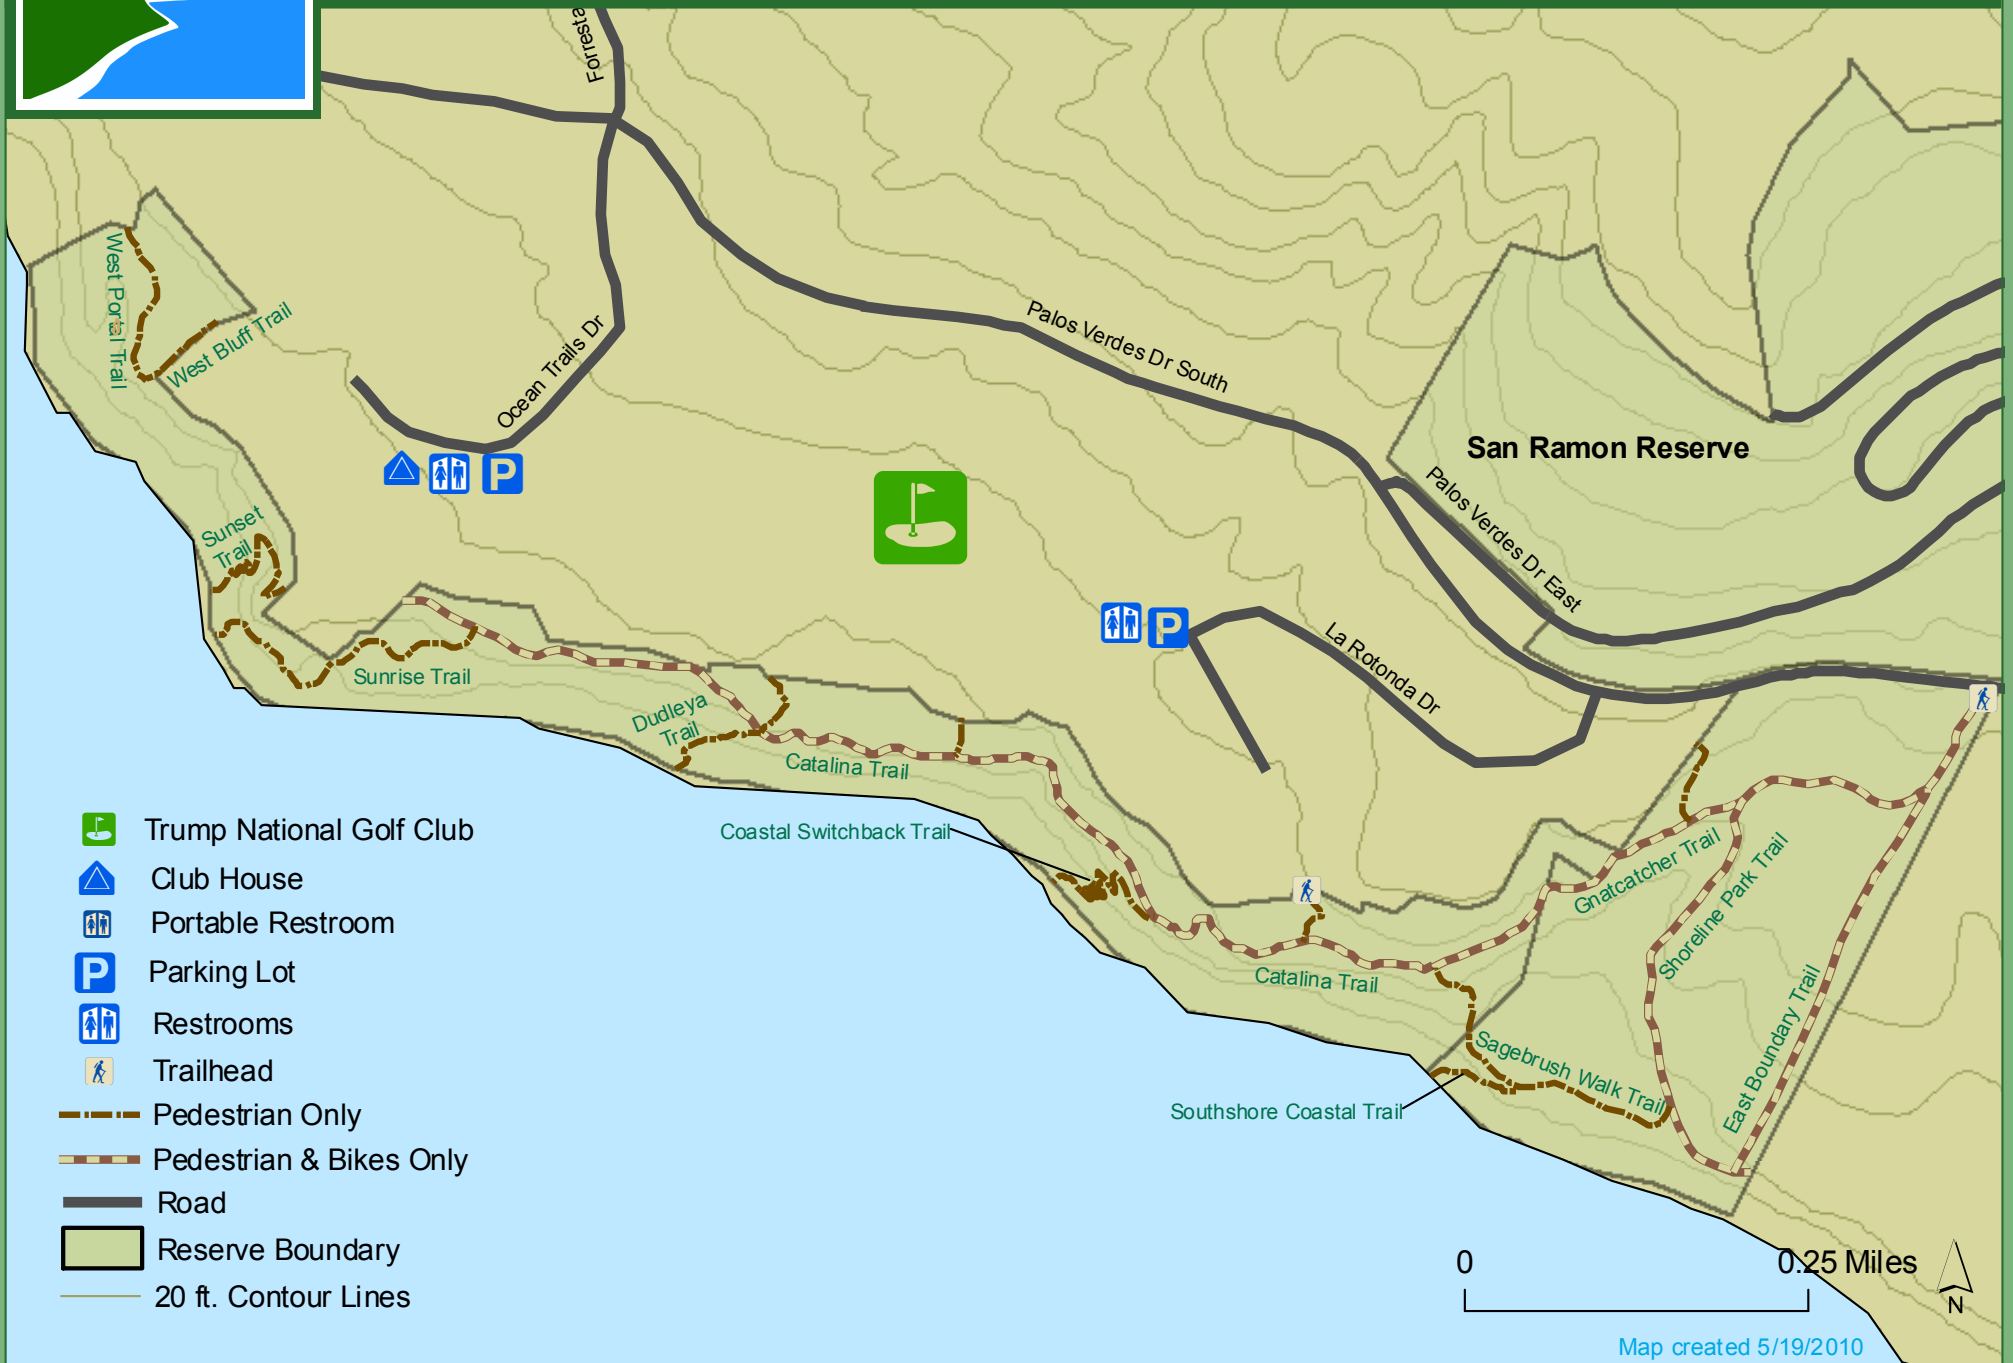 Forresta
Palos Verdes Dr South
Ocean Trails Dr
West Portal Trail
West Bluff Trail
San Ramon Reserve
Palos Verdes Dr East
La Rotonda Dr
Sunset
Trail
Sunrise Trail
Dudleya
Trail
Catalina Trail
Coastal Switchback Trail
Catalina Trail
Gnatcatcher Trail
Shoreline Park Trail
East Boundary Trail
Sagebrush Walk Trail
Southshore Coastal Trail
P
P
Trump National Golf Club
Club House
Portable Restroom
P Parking Lot
Restrooms
Trailhead
Pedestrian Only
Pedestrian & Bikes Only
Road
Reserve Boundary
20 ft. Contour Lines
0 0.25 Miles
N
Map created 5/19/2010